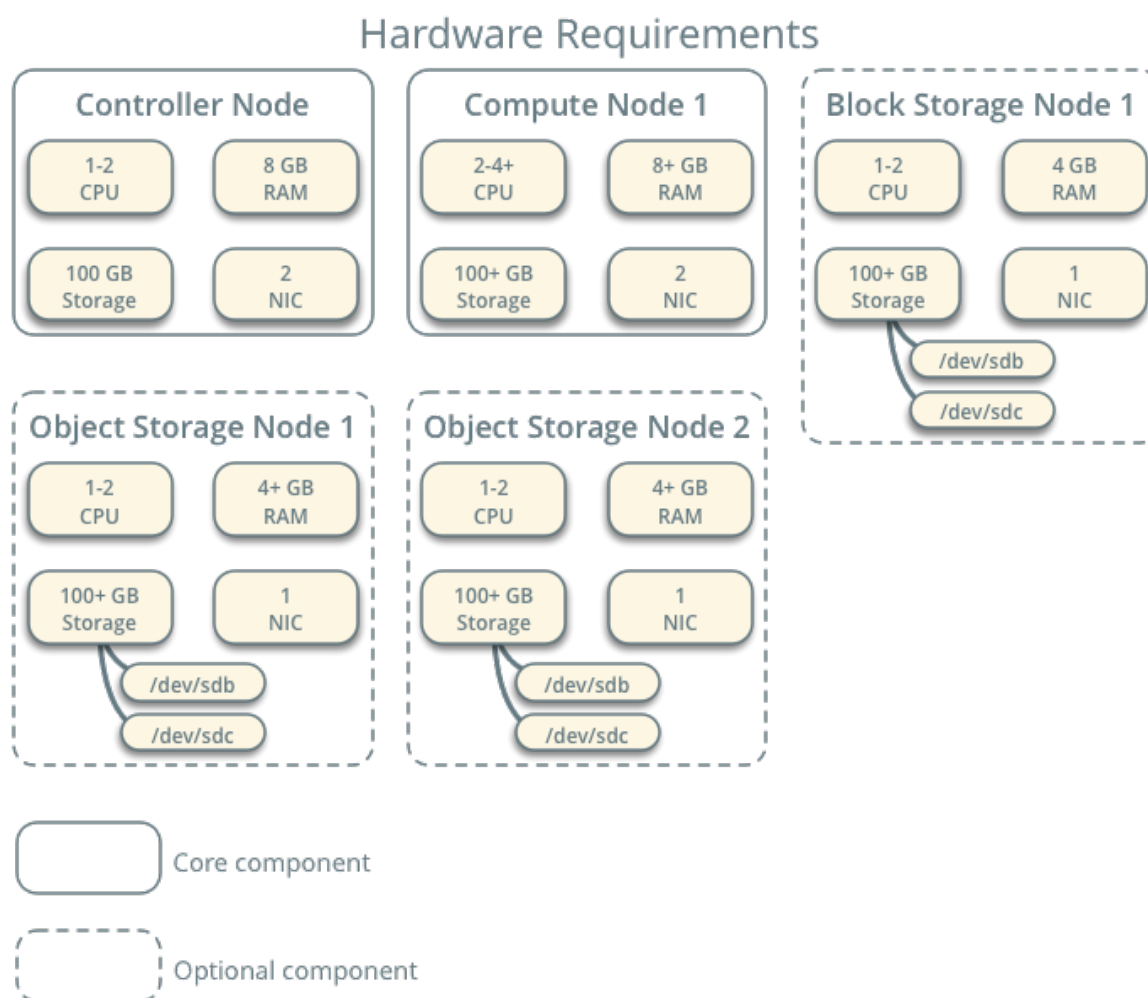 Hardware Requirements
Controller Node
1-2
CPU
8 GB
RAM
100 GB
Storage
2
NIC
Compute Node 1
2-4+
CPU
8+ GB
RAM
100+ GB
Storage
2
NIC
Block Storage Node 1
1-2
CPU
4 GB
RAM
100+ GB
Storage
1
NIC
/dev/sdb
/dev/sdc
Object Storage Node 1
1-2
CPU
4+ GB
RAM
100+ GB
Storage
1
NIC
/dev/sdb
/dev/sdc
Object Storage Node 2
1-2
CPU
4+ GB
RAM
100+ GB
Storage
1
NIC
/dev/sdb
/dev/sdc
Core component
Optional component